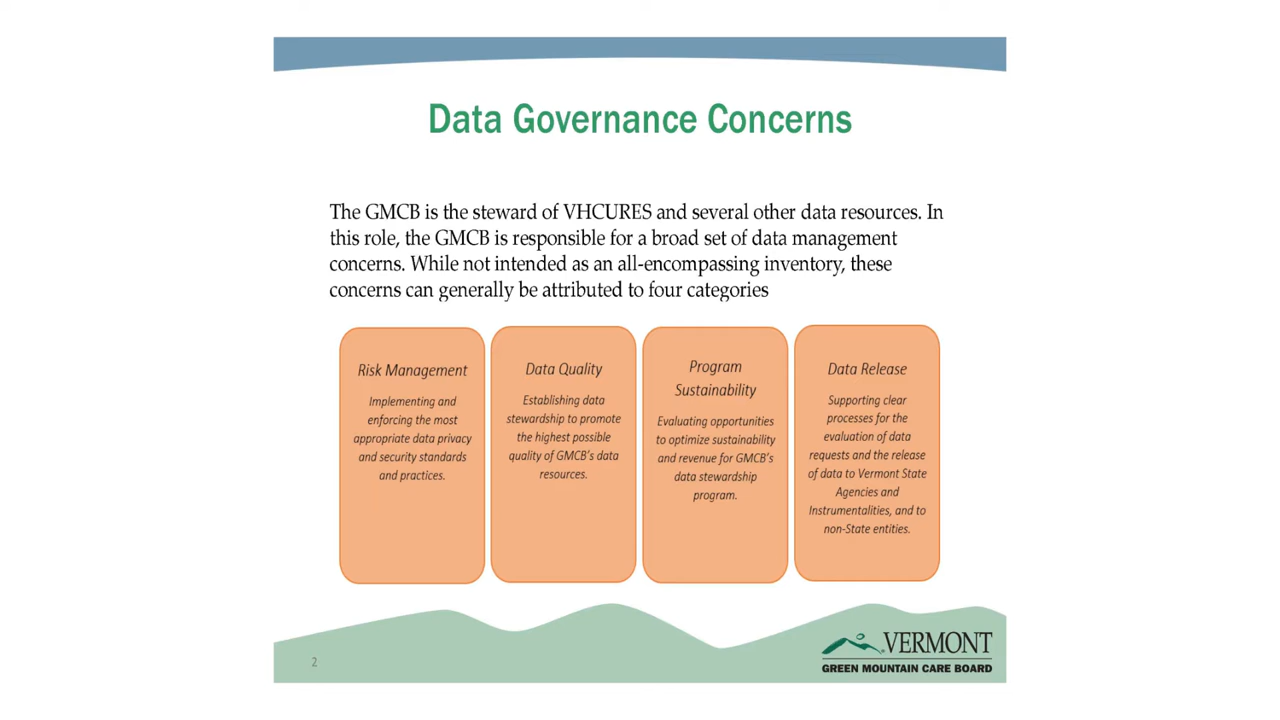 Data Governance Concerns
The GMCB is the steward of VHCURES and several other data resources. In
this role, the GMCB is responsible for a broad set of data management
concerns. While not intended as an all-encompassing inventory, these
concerns can generally be attributed to four categories
Risk Management
Implementing and
enforcing the most
appropriate data privacy
and security standards
and practices.
Data Quality
Establishing data
stewardship to promote
the highest possible
quality of GMCB's data
resources.
Program
Sustainability
Evaluating opportunities
to optimize sustainability
and revenue for GMCB's
data stewardship
program.
Data Release
Supporting clear
processes for the
evaluation of data
requests and the release
of data to Vermont State
Agencies and
Instrumentalities, and to
non-State entities.
2
VERMONT
GREEN MOUNTAIN CARE BOARD